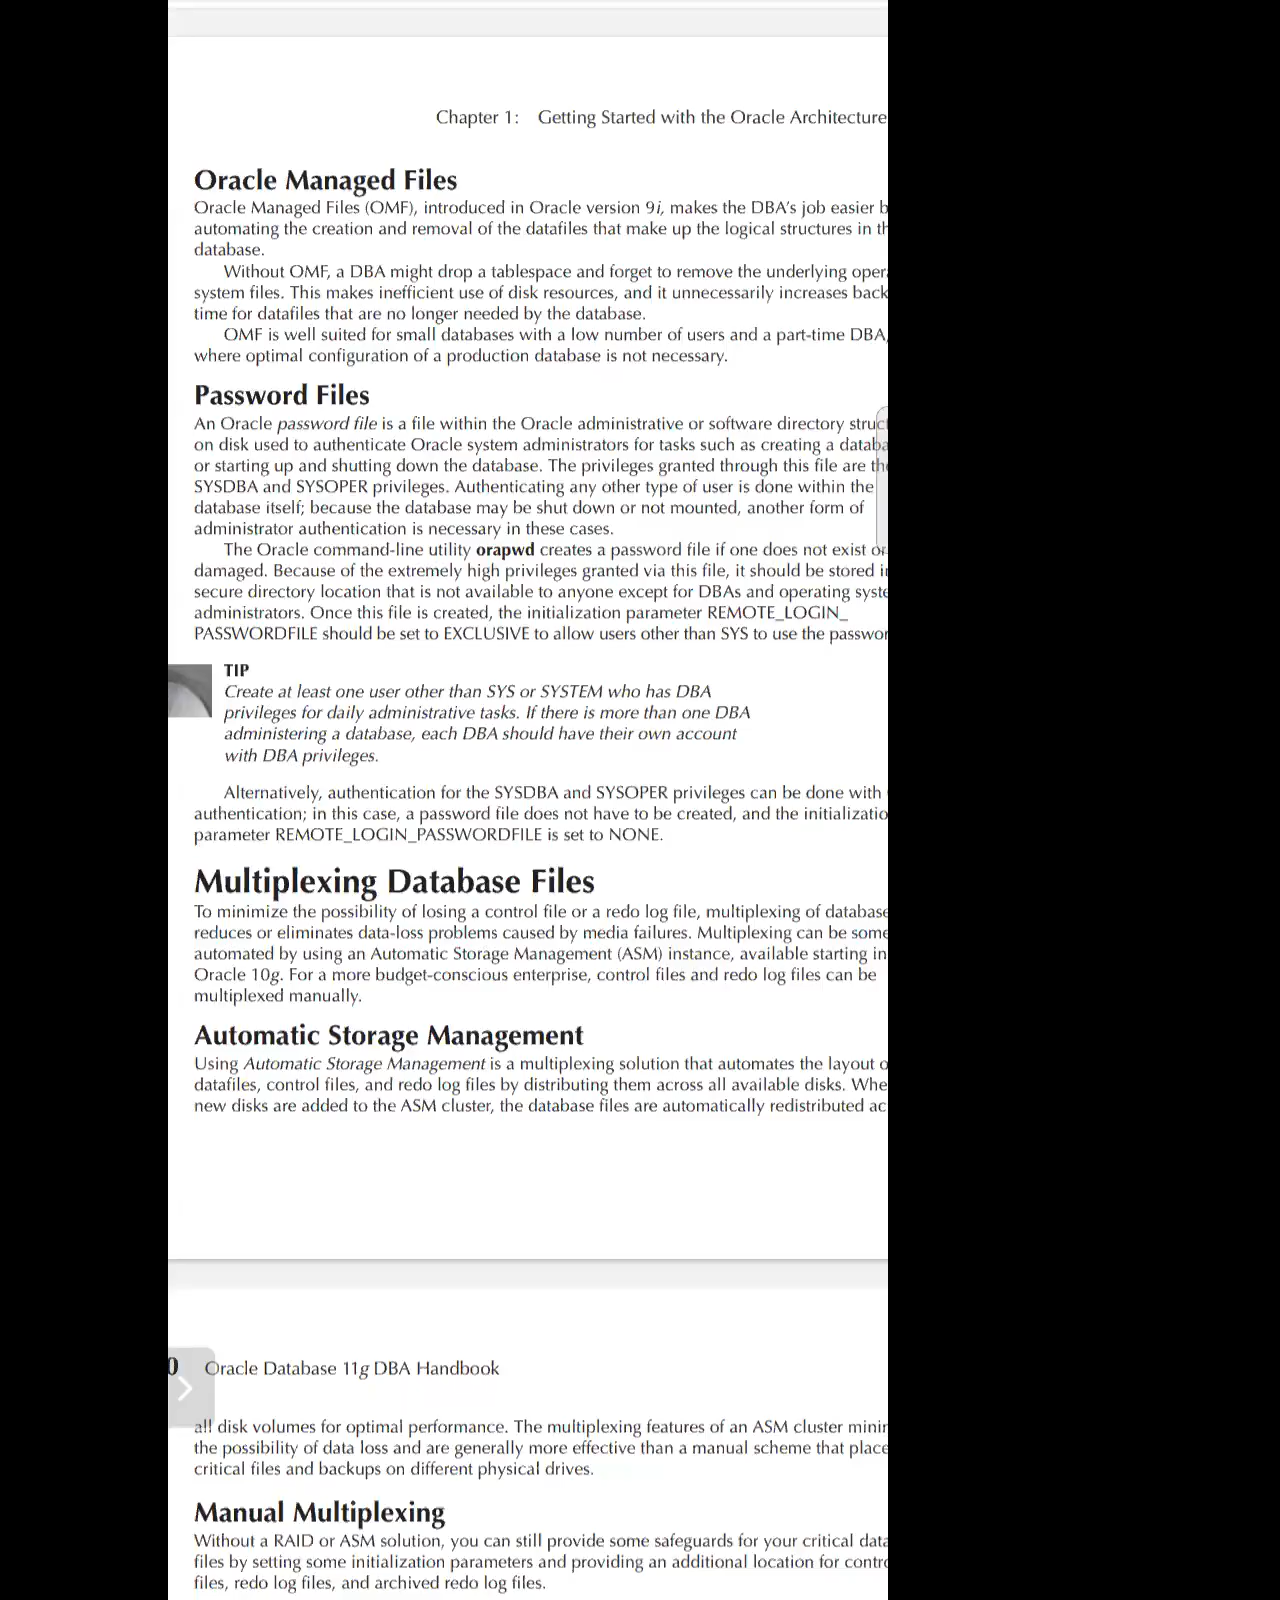 Chapter 1: Getting Started with the Oracle Architecture
Oracle Managed Files
Oracle Managed Files (OMF), introduced in Oracle version 9i, makes the DBA's job easier
automating the creation and removal of the datafiles that make up the logical structures in
database.
Without OMF, a DBA might drop a tablespace and forget to remove the underlying
system files. This makes inefficient use of disk resources, and it unnecessarily increases back
time for datafiles that are no longer needed by the database.
OMF is well suited for small databases with a low number of users and a part-time DBA,
where optimal configuration of a production database is not necessary.
Password Files
An Oracle password file is a file within the Oracle administrative or software directory
on disk used to authenticate Oracle system administrators for tasks such as creating a
or starting up and shutting down the database. The privileges granted through this file are
SYSDBA and SYSOPER privileges. Authenticating any other type of user is done within the
database itself; because the database may be shut down or not mounted, another form of
administrator authentication is necessary in these cases.
The Oracle command-line utility orapwd creates a password file if one does not exist or
damaged. Because of the extremely high privileges granted via this file, it should be stored
secure directory location that is not available to anyone except for DBAs and operating
administrators. Once this file is created, the initialization parameter REMOTE_LOGIN_
PASSWORDFILE should be set to EXCLUSIVE to allow users other than SYS to use the
TIP
Create at least one user other than SYS or SYSTEM who has DBA
privileges for daily administrative tasks. If there is more than one DBA
administering a database, each DBA should have their own account
with DBA privileges.
Alternatively, authentication for the SYSDBA and SYSOPER privileges can be done with
authentication; in this case, a password file does not have to be created, and the
parameter REMOTE_LOGIN_PASSWORDFILE is set to NONE.
Multiplexing Database Files
To minimize the possibility of losing a control file or a redo log file, multiplexing of database
reduces or eliminates data-loss problems caused by media failures. Multiplexing can be some
automated by using an Automatic Storage Management (ASM) instance, available starting in
Oracle 10g. For a more budget-conscious enterprise, control files and redo log files can be
multiplexed manually.
Automatic Storage Management
Using Automatic Storage Management is a multiplexing solution that automates the layout
datafiles, control files, and redo log files by distributing them across all available disks.
new disks are added to the ASM cluster, the database files are automatically redistributed
Oracle Database 11g DBA Handbook
all disk volumes for optimal performance. The multiplexing features of an ASM cluster
the possibility of data loss and are generally more effective than a manual scheme that
critical files and backups on different physical drives.
Manual Multiplexing
Without a RAID or ASM solution, you can still provide some safeguards for your critical
files by setting some initialization parameters and providing an additional location for
files, redo log files, and archived redo log files.